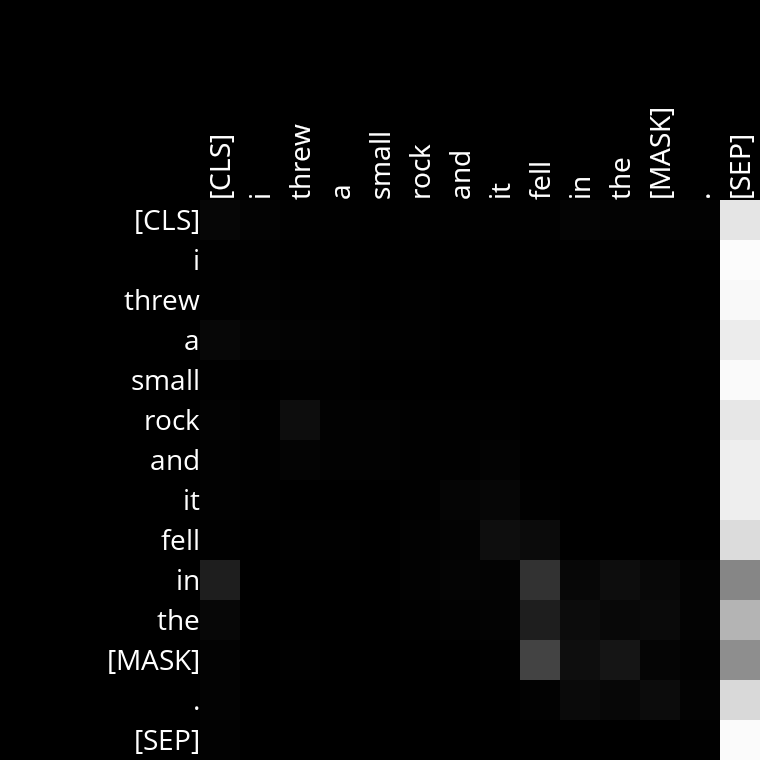 [CLS] i threw a small rock and it fell in the [MASK] . [SEP]
[CLS]
i
threw
a
small
rock
and
it
fell
in
the
[MASK]
.
[SEP]